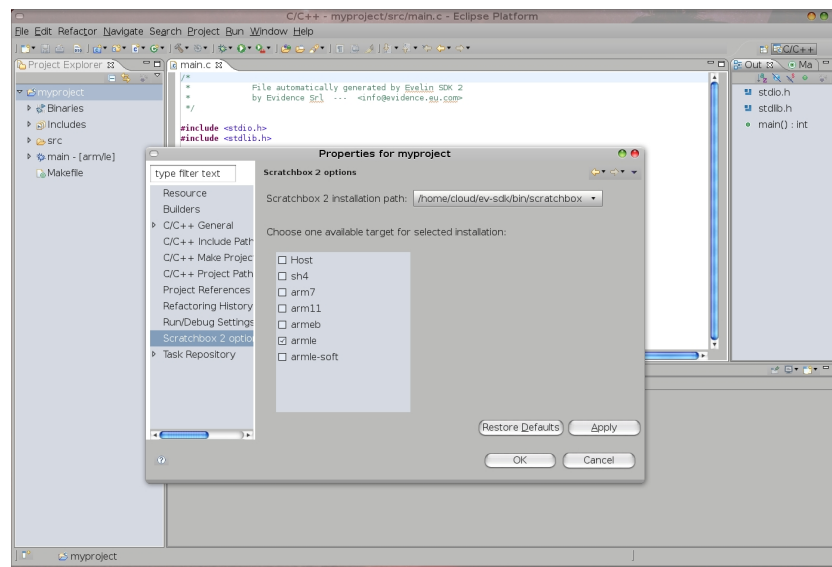 C/C++ - myproject/src/main.c - Eclipse Platform
File Edit Refactor Navigate Search Project Run Window Help
C/C++
Project Explorer
main.c
Out
Ma
myproject
Binaries
Includes
src
main - [arm/le]
Makefile
/*
* File automatically generated by Evelin SDK 2
* by Evidence Srl --- <info@evidence.eu.com>
*/
#include <stdio.h>
#include <stdlib.h>
stdio.h
stdlib.h
main() : int
Properties for myproject
type filter text
Resource
Builders
C/C++ General
C/C++ Include Path
C/C++ Make Projec
C/C++ Project Path
Project References
Refactoring History
Run/Debug Settings
Scratchbox 2 optio
Task Repository
Scratchbox 2 options
Scratchbox 2 installation path: /home/cloud/ev-sdk/bin/scratchbox
Choose one available target for selected installation:
Host
sh4
arm7
arm11
armeb
armle
armle-soft
Restore Defaults Apply
OK Cancel
myproject